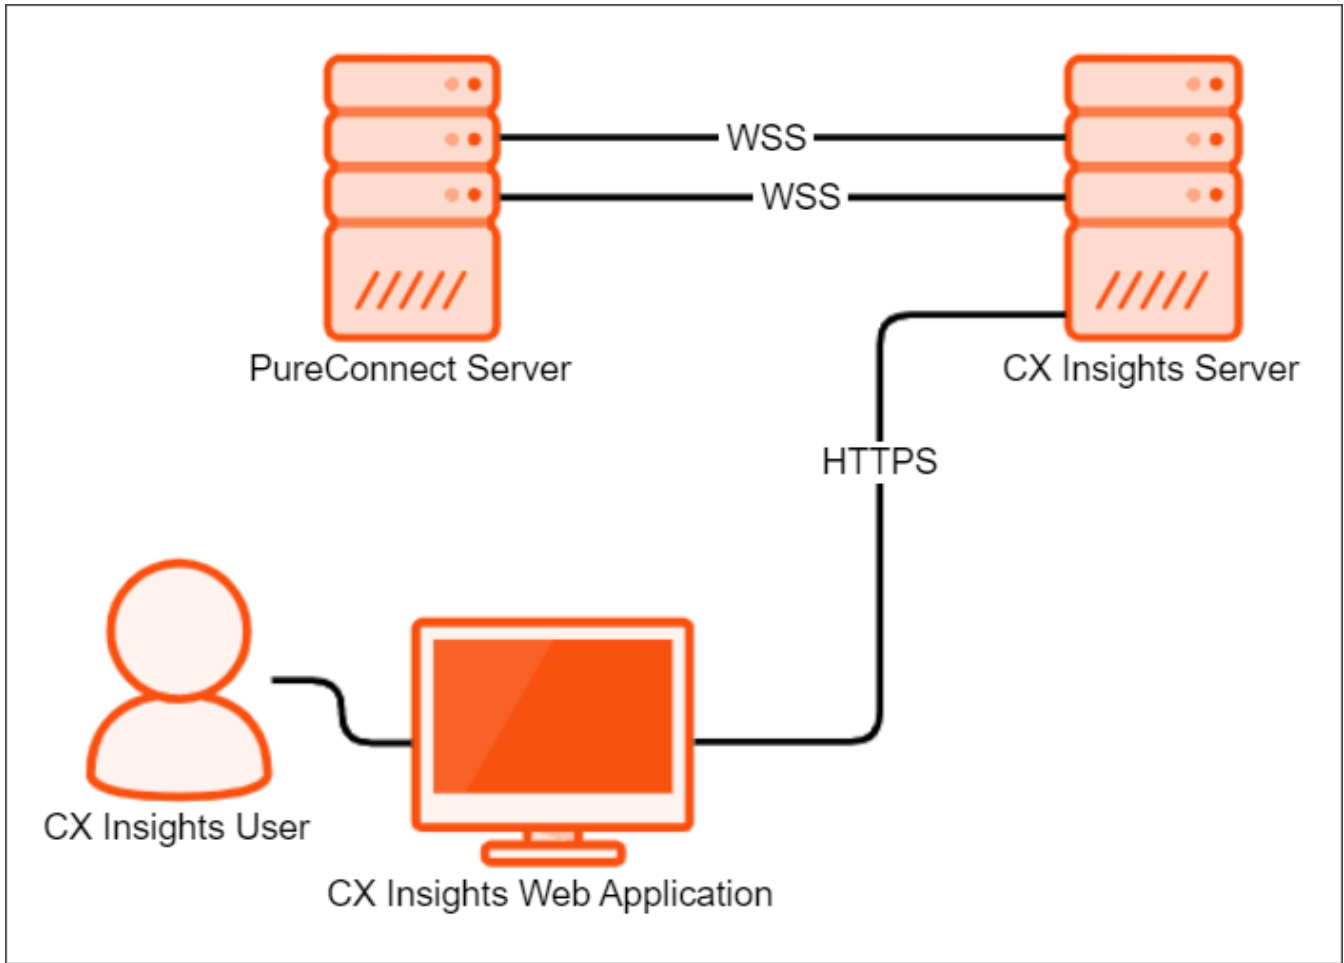 WSS
WSS
PureConnect Server
CX Insights Server
HTTPS
CX Insights User
CX Insights Web Application